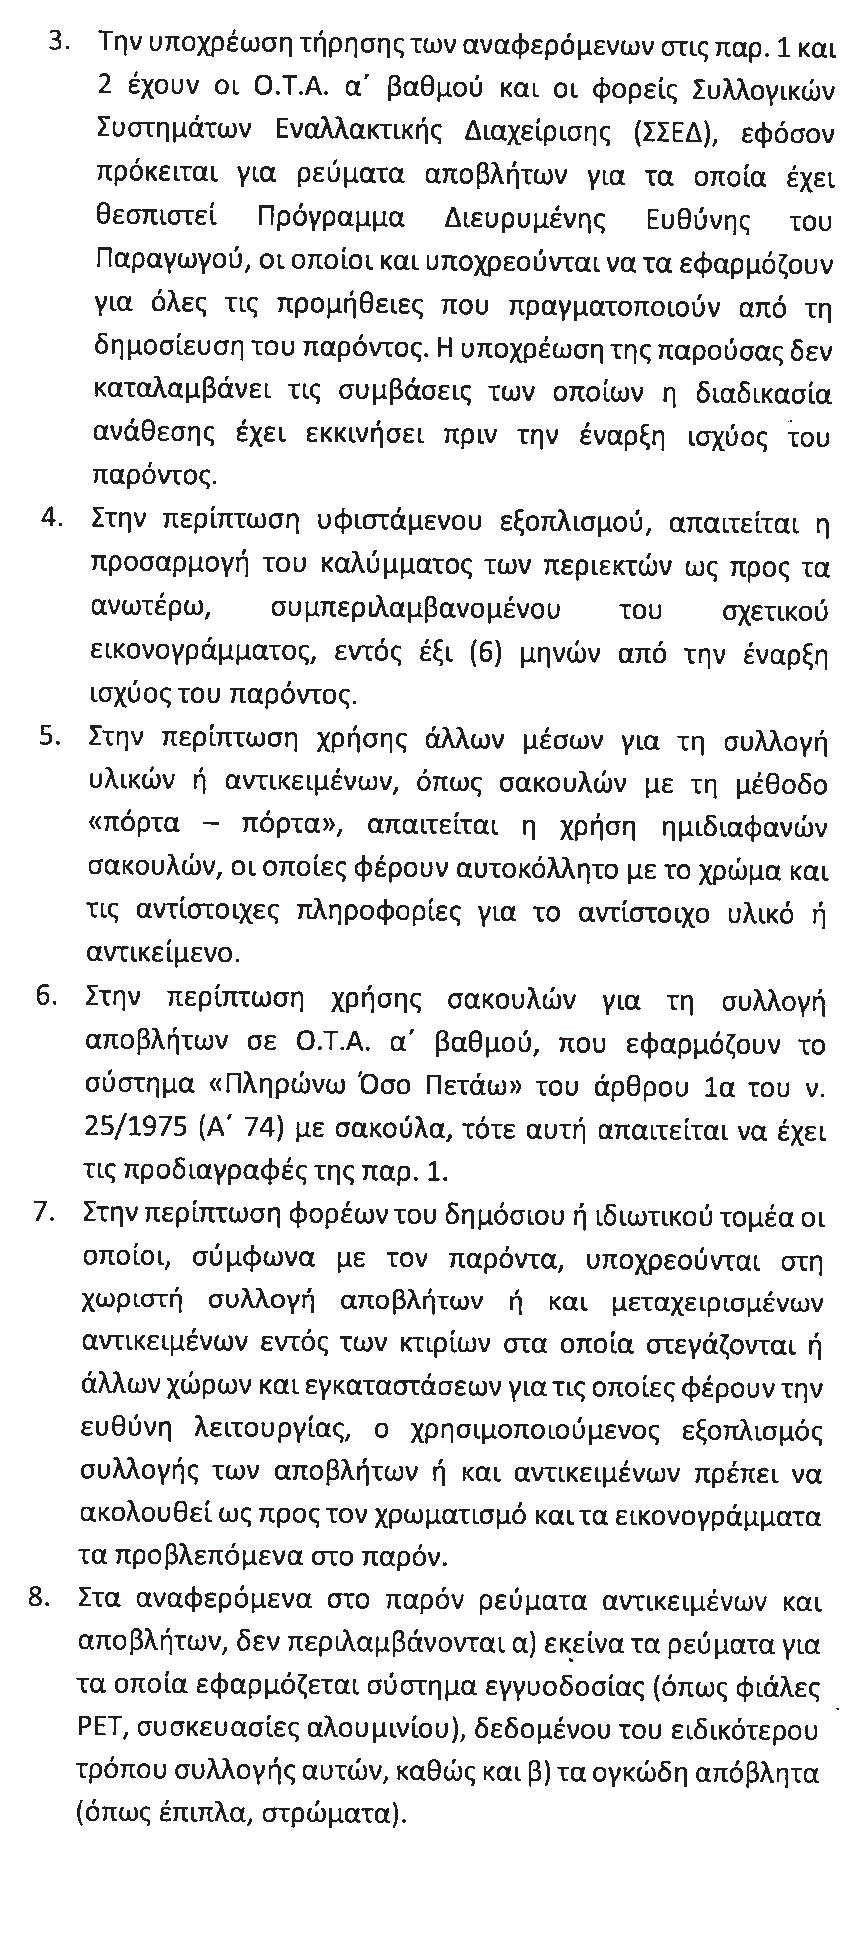 3. Την υποχρέωση τήρησης των αναφερόμενων στις παρ. 1 και
2 έχουν οι Ο.Τ.Α. α΄ βαθμού και οι φορείς Συλλογικών
Συστημάτων Εναλλακτικής Διαχείρισης (ΣΣΕΔ), εφόσον
πρόκειται για ρεύματα αποβλήτων για τα οποία έχει
θεσπιστεί Πρόγραμμα Διευρυμένης Ευθύνης του
Παραγωγού, οι οποίοι και υποχρεούνται να τα εφαρμόζουν
για όλες τις προμήθειες που πραγματοποιούν από τη
δημοσίευση του παρόντος. Η υποχρέωση της παρούσας δεν
καταλαμβάνει τις συμβάσεις των οποίων η διαδικασία
ανάθεσης έχει εκκινήσει πριν την έναρξη ισχύος του
παρόντος.
4. Στην περίπτωση υφιστάμενου εξοπλισμού, απαιτείται η
προσαρμογή του καλύμματος των περιεκτών ως προς τα
ανωτέρω, συμπεριλαμβανομένου του σχετικού
εικονογράμματος, εντός έξι (6) μηνών από την έναρξη
ισχύος του παρόντος.
5. Στην περίπτωση χρήσης άλλων μέσων για τη συλλογή
υλικών ή αντικειμένων, όπως σακουλών με τη μέθοδο
«πόρτα – πόρτα», απαιτείται η χρήση ημιδιαφανών
σακουλών, οι οποίες φέρουν αυτοκόλλητο με το χρώμα και
τις αντίστοιχες πληροφορίες για το αντίστοιχο υλικό ή
αντικείμενο.
6. Στην περίπτωση χρήσης σακουλών για τη συλλογή
αποβλήτων σε Ο.Τ.Α. α΄ βαθμού, που εφαρμόζουν το
σύστημα «Πληρώνω Όσο Πετάω» του άρθρου 1α του ν.
25/1975 (Α΄ 74) με σακούλα, τότε αυτή απαιτείται να έχει
τις προδιαγραφές της παρ. 1.
7. Στην περίπτωση φορέων του δημόσιου ή ιδιωτικού τομέα οι
οποίοι, σύμφωνα με τον παρόντα, υποχρεούνται στη
χωριστή συλλογή αποβλήτων ή και μεταχειρισμένων
αντικειμένων εντός των κτιρίων στα οποία στεγάζονται ή
άλλων χώρων και εγκαταστάσεων για τις οποίες φέρουν την
ευθύνη λειτουργίας, ο χρησιμοποιούμενος εξοπλισμός
συλλογής των αποβλήτων ή και αντικειμένων πρέπει να
ακολουθεί ως προς τον χρωματισμό και τα εικονογράμματα
τα προβλεπόμενα στο παρόν.
8. Στα αναφερόμενα στο παρόν ρεύματα αντικειμένων και
αποβλήτων, δεν περιλαμβάνονται α) εκείνα τα ρεύματα για
τα οποία εφαρμόζεται σύστημα εγγυοδοσίας (όπως φιάλες
PET, συσκευασίες αλουμινίου), δεδομένου του ειδικότερου
τρόπου συλλογής αυτών, καθώς και β) τα ογκώδη απόβλητα
(όπως έπιπλα, στρώματα).